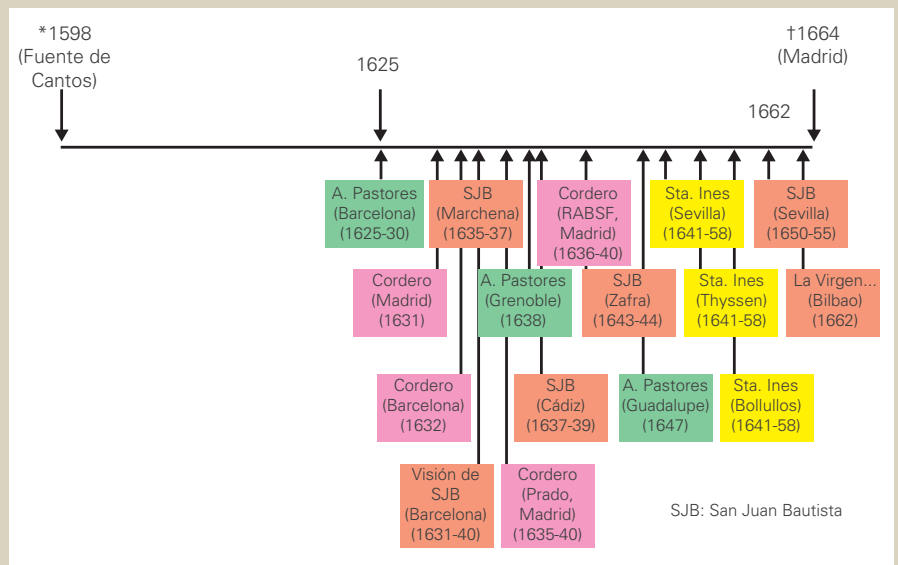 *1598
(Fuente de
Cantos)
1625
†1664
(Madrid)
1662
A. Pastores
(Barcelona)
(1625-30)
SJB
(Marchena)
(1635-37)
Cordero
(RABSF,
Madrid)
(1636-40)
Sta. Ines
(Sevilla)
(1641-58)
SJB
(Sevilla)
(1650-55)
Cordero
(Madrid)
(1631)
A. Pastores
(Grenoble)
(1638)
SJB
(Zafra)
(1643-44)
Sta. Ines
(Thyssen)
(1641-58)
La Virgen...
(Bilbao)
(1662)
Cordero
(Barcelona)
(1632)
SJB
(Cádiz)
(1637-39)
A. Pastores
(Guadalupe)
(1647)
Sta. Ines
(Bollullos)
(1641-58)
Visión de
SJB
(Barcelona)
(1631-40)
Cordero
(Prado,
Madrid)
(1635-40)
SJB: San Juan Bautista